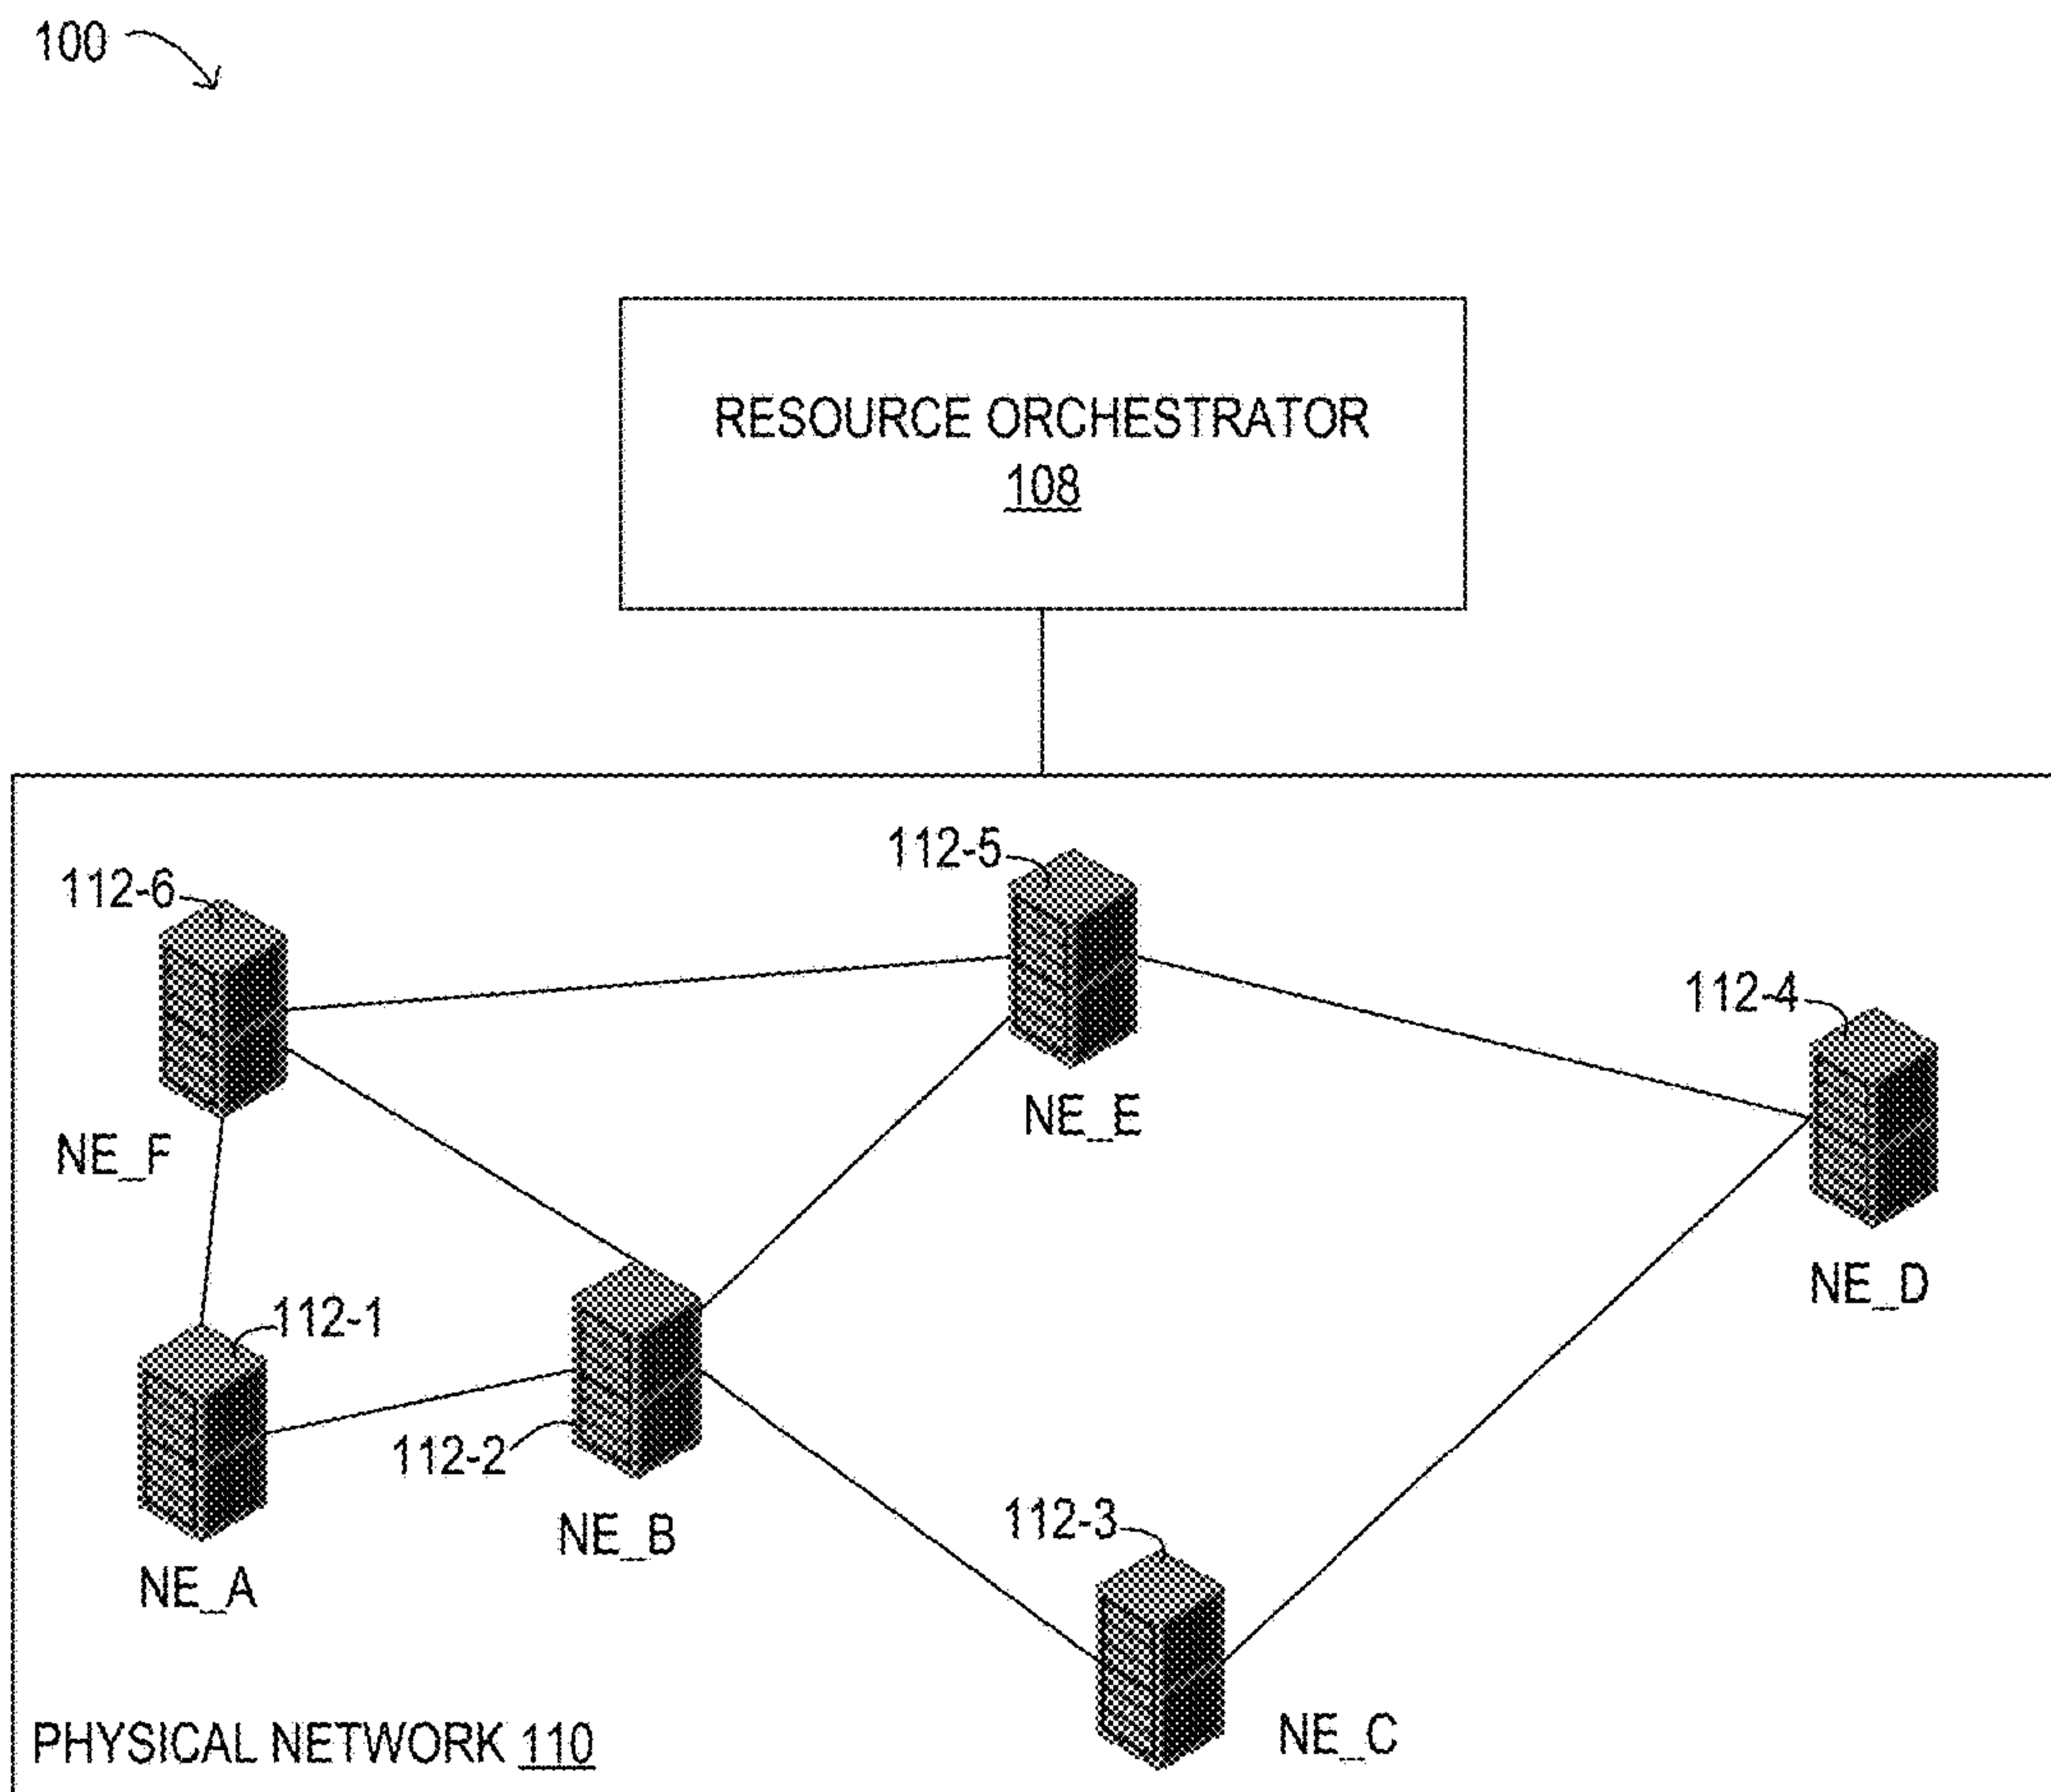 100
RESOURCE ORCHESTRATOR
108
112-5
112-6
112-4
NE_E
NE_F
NE_D
112-1
112-2
112-3
NE_B
NE_A
NE_C
PHYSICAL NETWORK 110